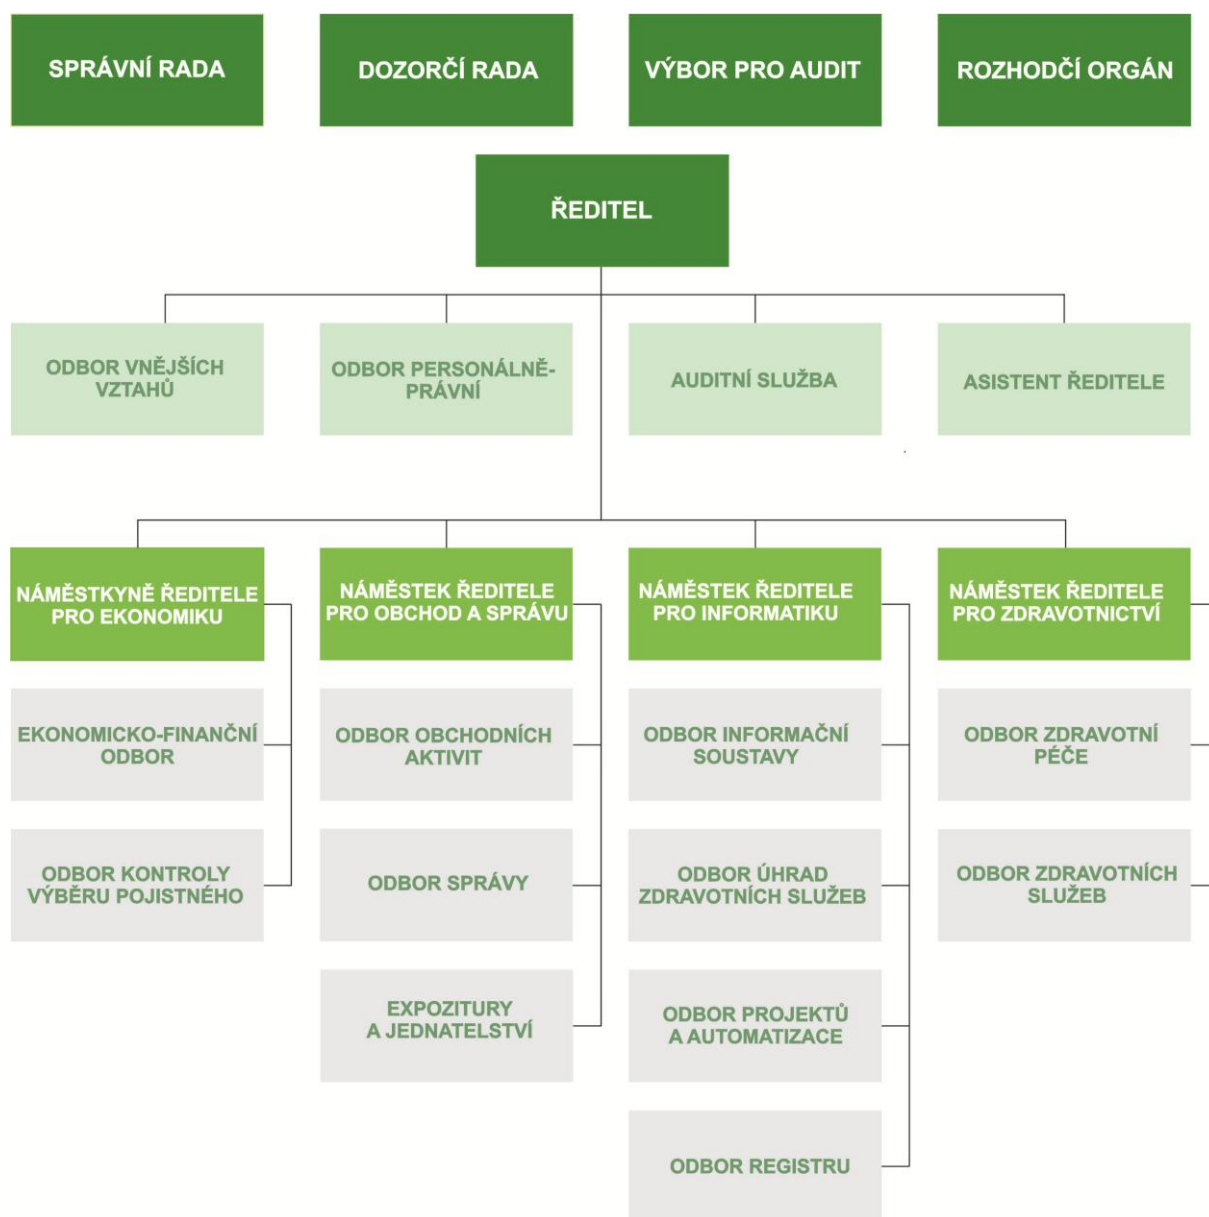 SPRÁVNÍ RADA
DOZORČÍ RADA
VÝBOR PRO AUDIT
ROZHODČÍ ORGÁN
ŘEDITEL
ODBOR VNĚJŠÍCH
VZTAHŮ
ODBOR PERSONÁLNĚ-
PRÁVNÍ
AUDITNÍ SLUŽBA
ASISTENT ŘEDITELE
NÁMĚSTKYNĚ ŘEDITELE
PRO EKONOMIKU
NÁMĚSTEK ŘEDITELE
PRO OBCHOD A SPRÁVU
NÁMĚSTEK ŘEDITELE
PRO INFORMATIKU
NÁMĚSTEK ŘEDITELE
PRO ZDRAVOTNICTVÍ
EKONOMICKO-FINANČNÍ
ODBOR
ODBOR OBCHODNÍCH
AKTIVIT
ODBOR INFORMAČNÍ
SOUSTAVY
ODBOR ZDRAVOTNÍ
PÉČE
ODBOR KONTROLY
VÝBĚRU POJISTNÉHO
ODBOR SPRÁVY
ODBOR ÚHRAD
ZDRAVOTNÍCH SLUŽEB
ODBOR ZDRAVOTNÍCH
SLUŽEB
EXPOZITURY
A JEDNATELSTVÍ
ODBOR PROJEKTŮ
A AUTOMATIZACE
ODBOR REGISTRU